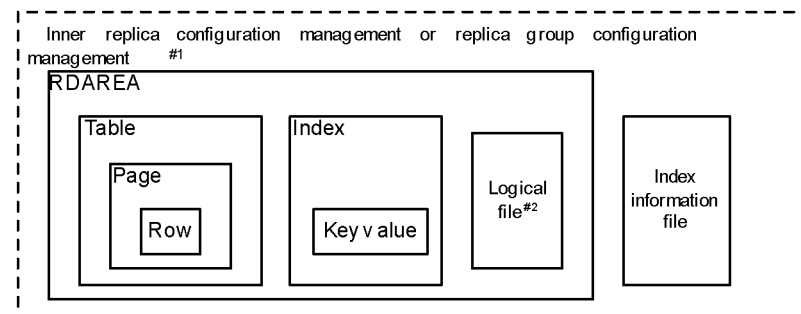 Inner replica configuration management or replica group configuration
management #1
RDAREA
Table
Index
Page
Row
Key value
Logical
file#2
Index
information
file